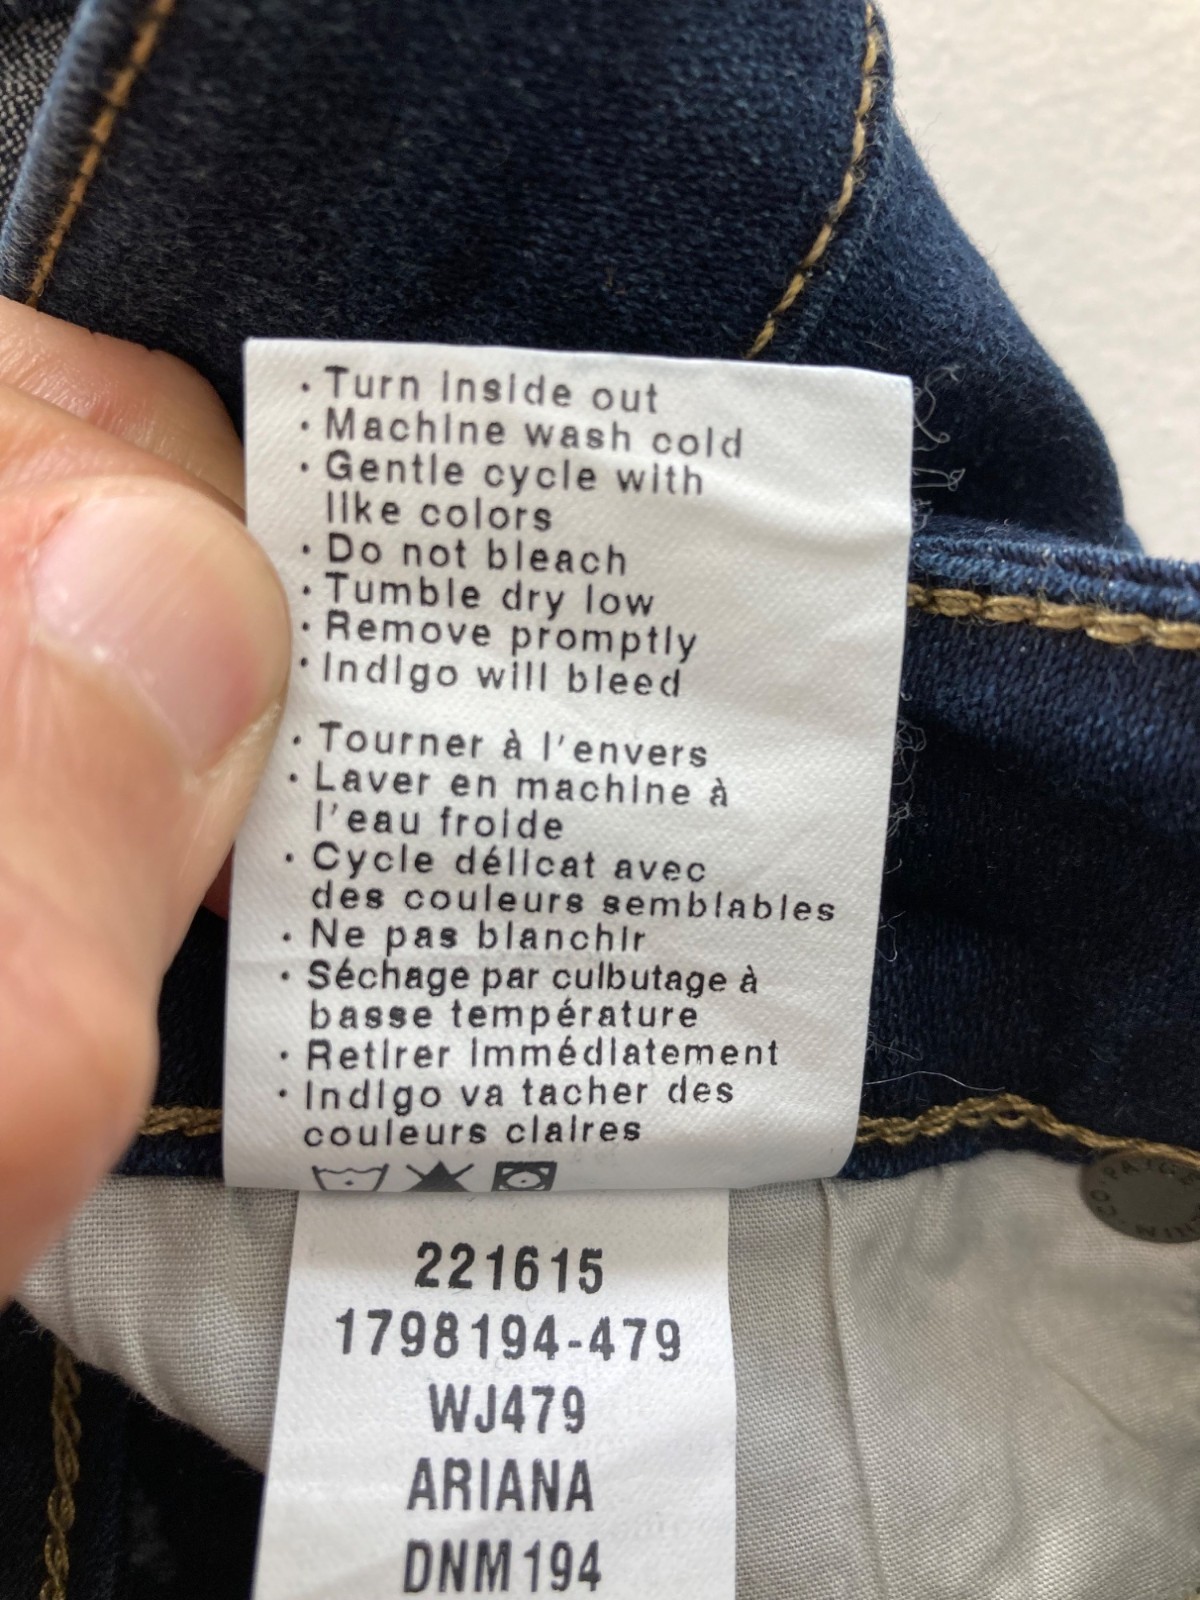 · Turn inside out
· Machine wash cold
· Gentle cycle with
like colors
· Do not bleach
· Tumble dry low
· Remove promptly
· Indigo will bleed
· Tourner à l'envers
· Laver en machine à
l'eau froide
· Cycle délicat avec
des couleurs semblables
· Ne pas blanchir
· Séchage par culbutage à
basse température
· Retirer immédiatement
· Indigo va tacher des
couleurs claires
221615
1798194-479
WJ479
ARIANA
DNM194
PAIGE